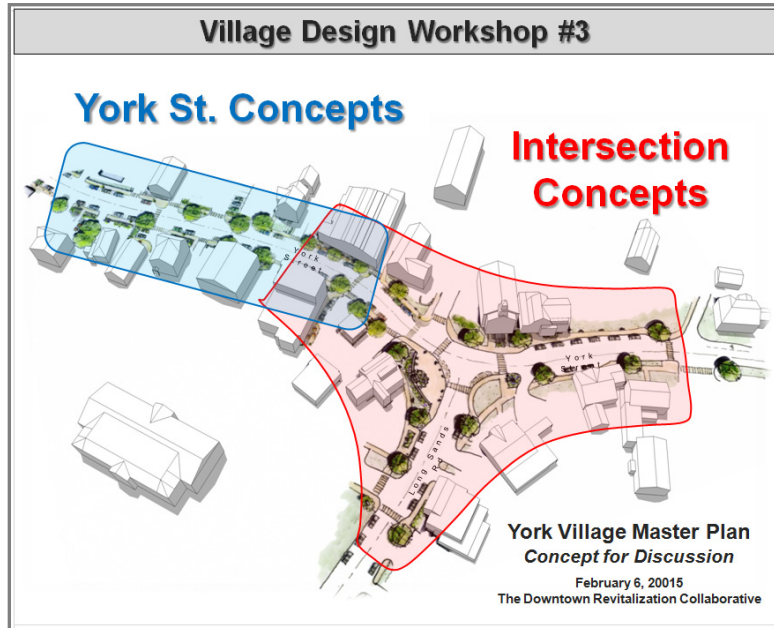 Village Design Workshop #3
York St. Concepts
Intersection
Concepts
York
Street
York
Street
Long Sands
Rd
York Village Master Plan
Concept for Discussion
February 6, 20015
The Downtown Revitalization Collaborative